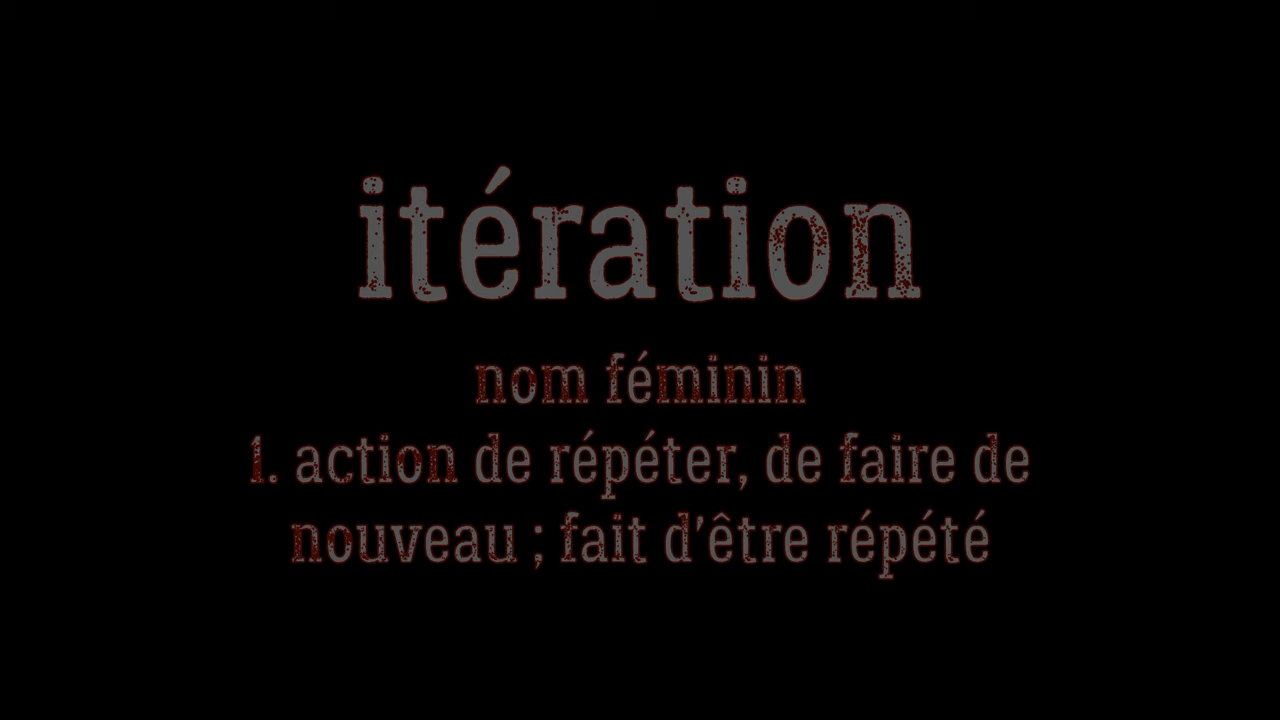 itération
nom féminin
1. action de répéter, de faire de
nouveau ; fait d'être répété